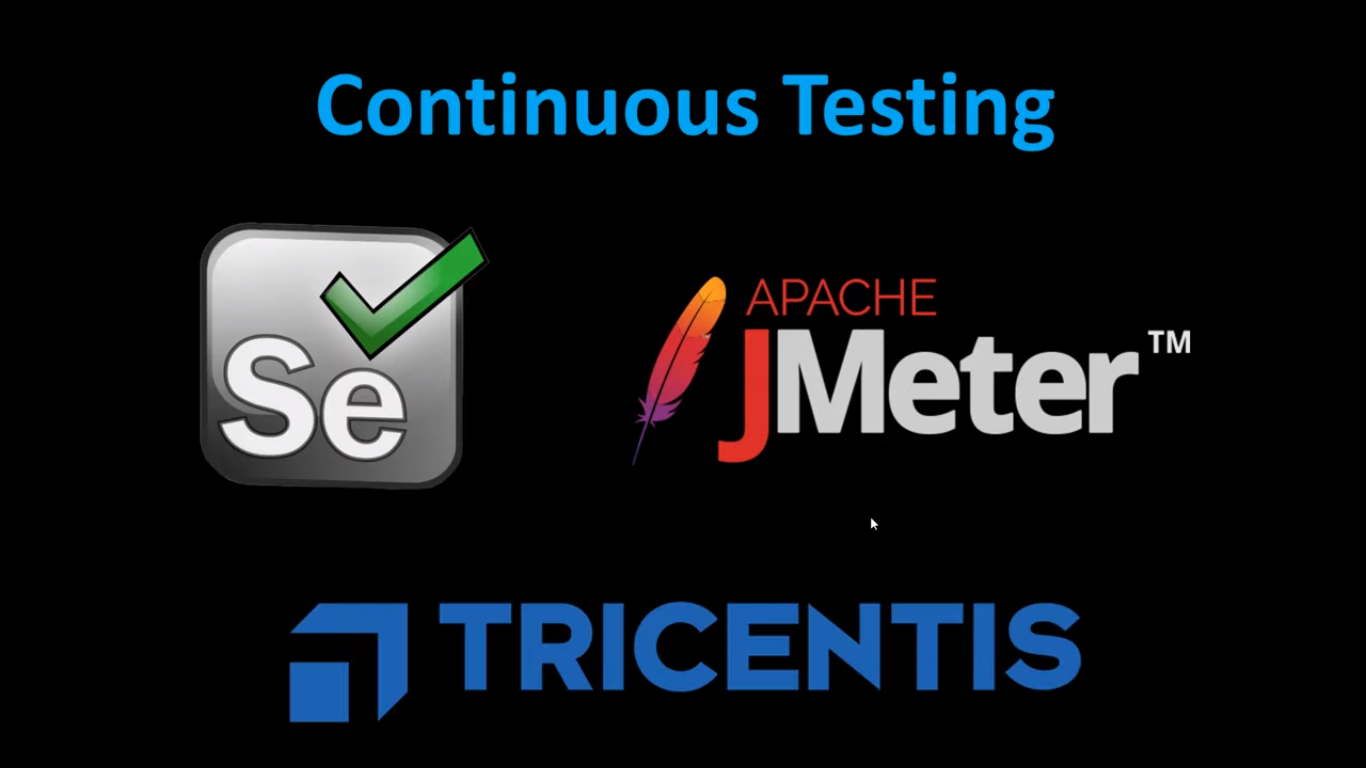 Continuous Testing
Se
APACHE
JMeter™
TRICENTIS